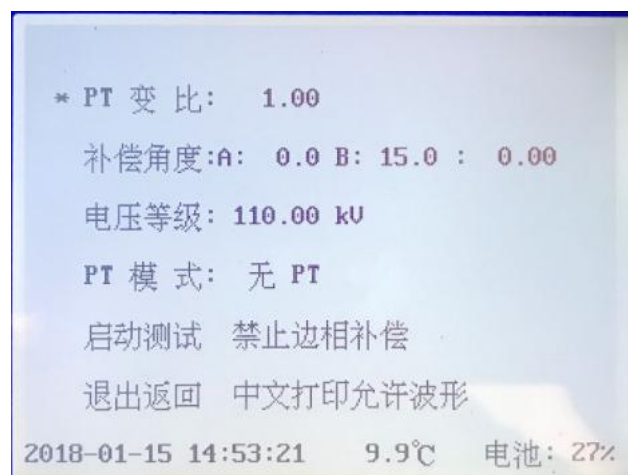 * PT 变 比： 1.00
补偿角度:A: 0.0 B: 15.0 : 0.00
电压等级: 110.00 kV
PT 模 式: 无 PT
启动测试 禁止边相补偿
退出返回 中文打印允许波形
2018-01-15 14:53:21 9.9℃ 电池: 27%